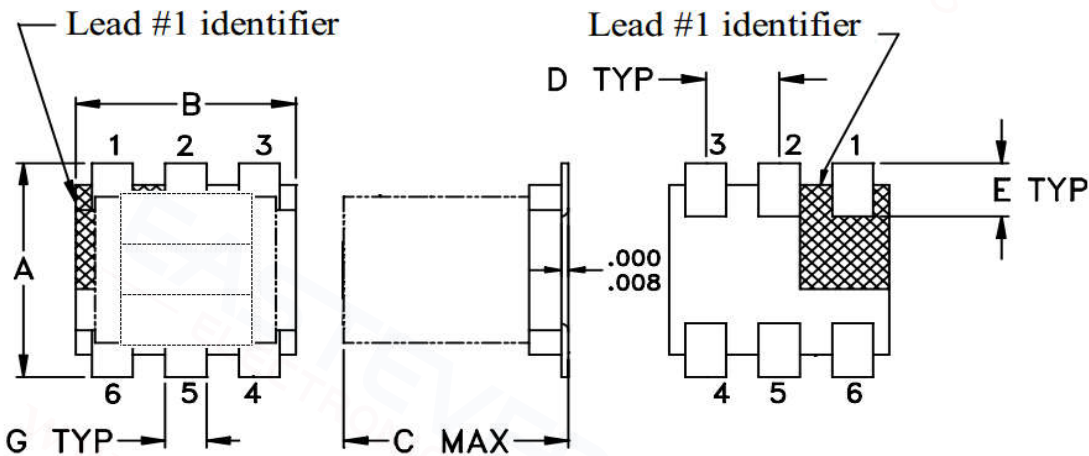 Lead #1 identifier
Lead #1 identifier
D TYP
B
1 2 3
3 2 1
E TYP
A
.000
.008
6 5 4
4 5 6
G TYP
C MAX